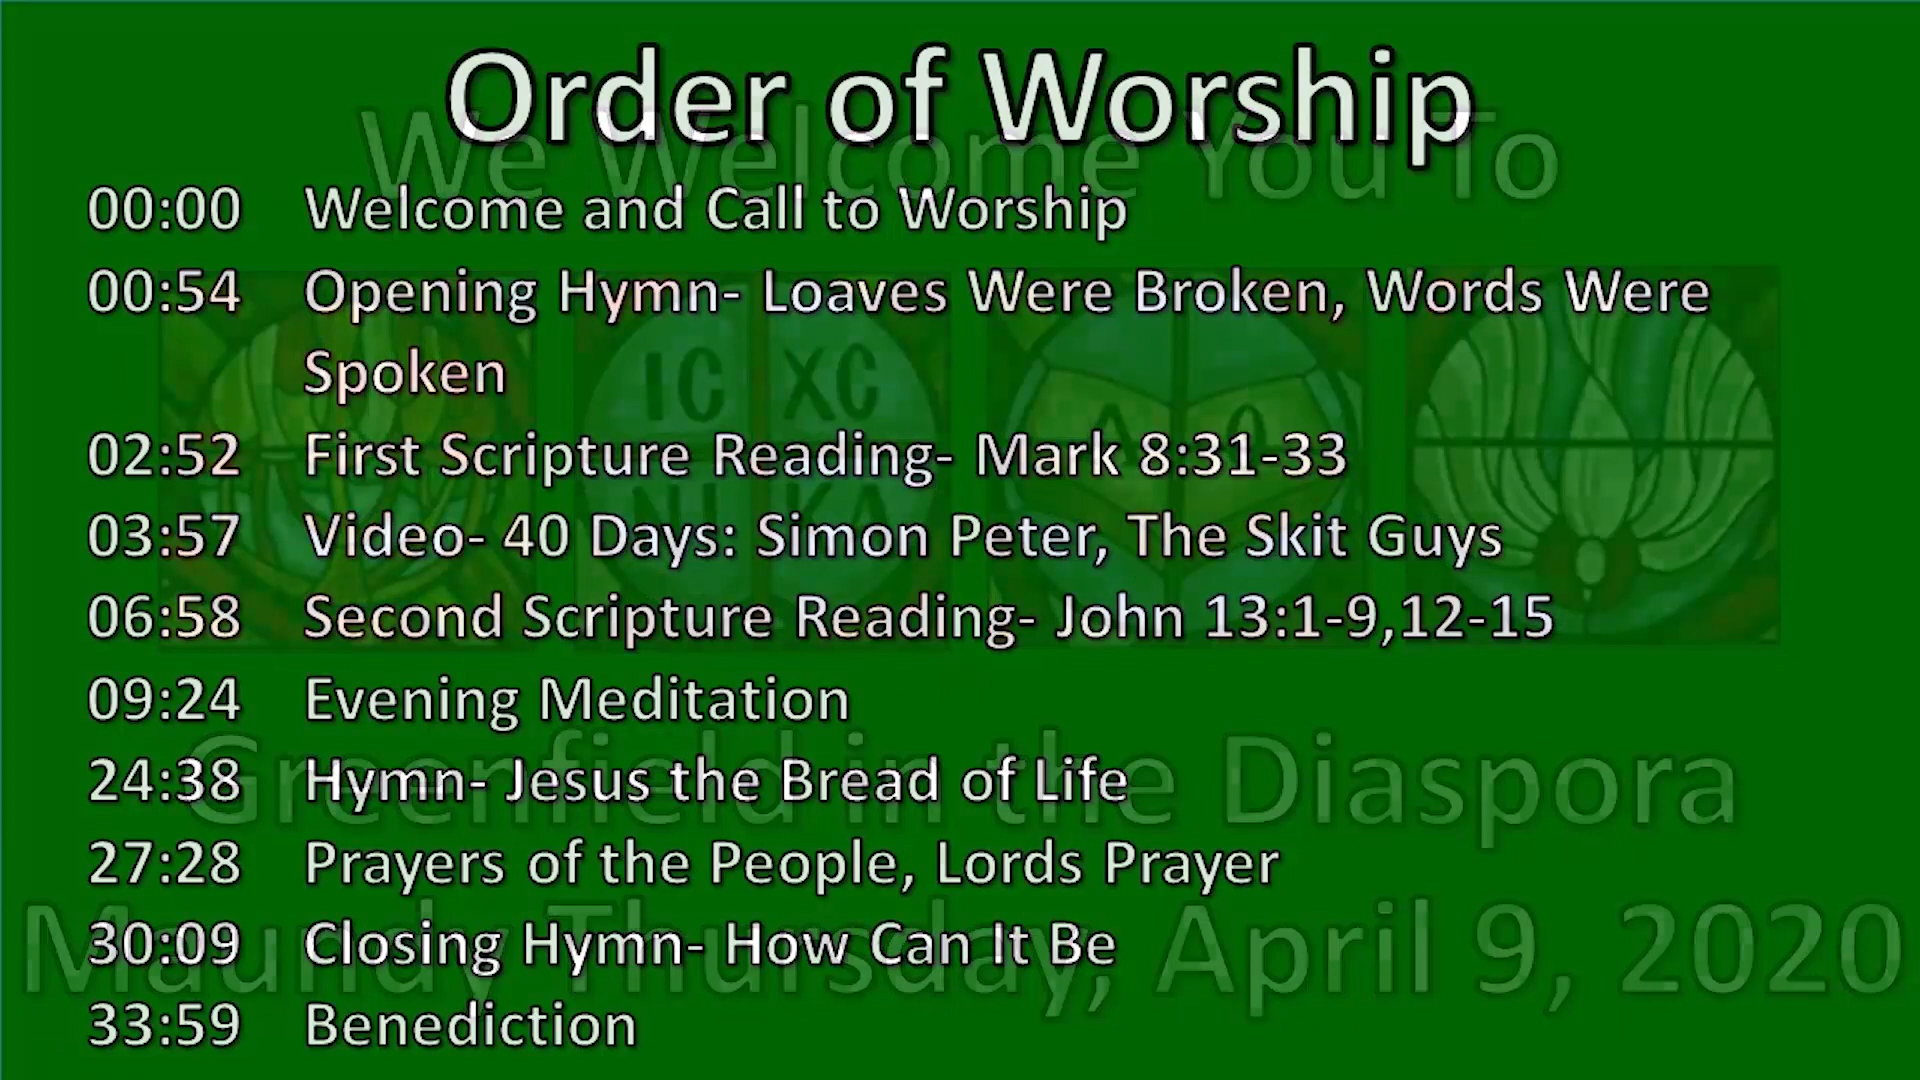 Order of Worship
We Welcome You To
00:00 Welcome and Call to Worship
00:54 Opening Hymn- Loaves Were Broken, Words Were
Spoken
IC XC
NI KA
A Ω
02:52 First Scripture Reading- Mark 8:31-33
03:57 Video- 40 Days: Simon Peter, The Skit Guys
06:58 Second Scripture Reading- John 13:1-9,12-15
09:24 Evening Meditation
Greenfield in the Diaspora
24:38 Hymn- Jesus the Bread of Life
27:28 Prayers of the People, Lords Prayer
Maundy Thursday, April 9, 2020
30:09 Closing Hymn- How Can It Be
33:59 Benediction